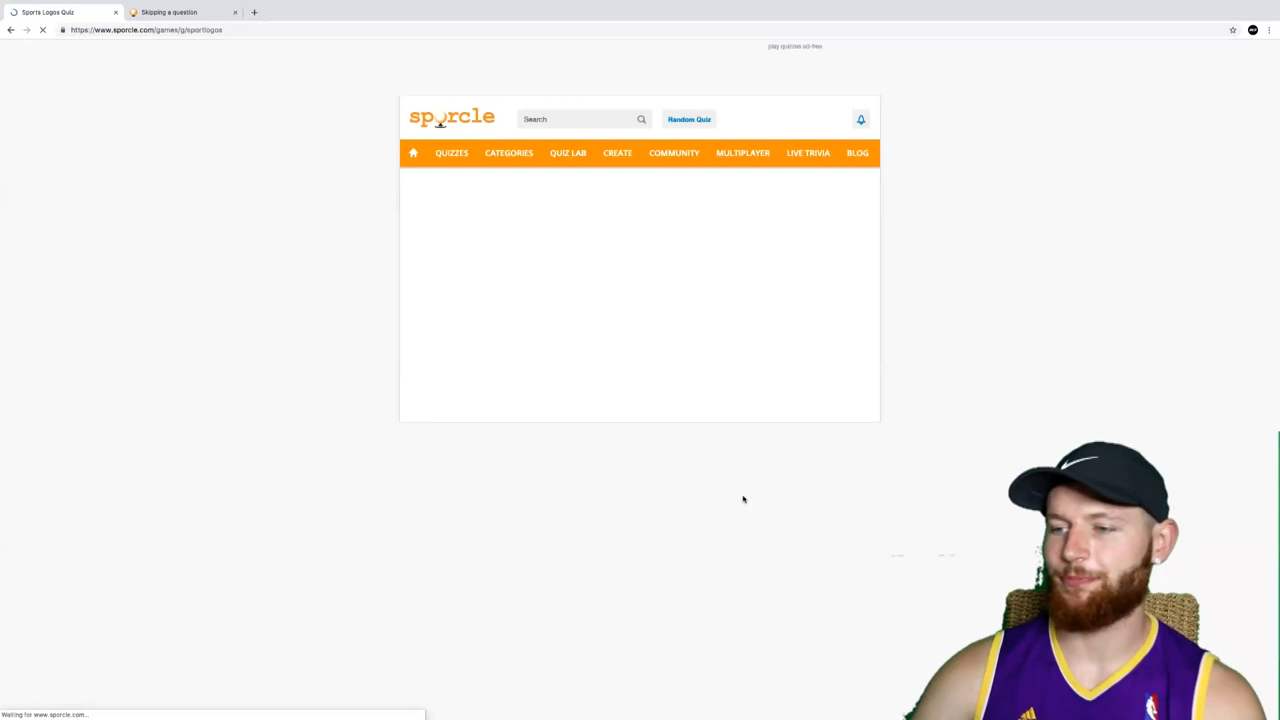 Sports Logos Quiz
Skipping a question
https://www.sporcle.com/games/g/sportlogos
play quizzes ad-free
sporcle
Search
Random Quiz
QUIZZES
CATEGORIES
QUIZ LAB
CREATE
COMMUNITY
MULTIPLAYER
LIVE TRIVIA
BLOG
Waiting for www.sporcle.com...